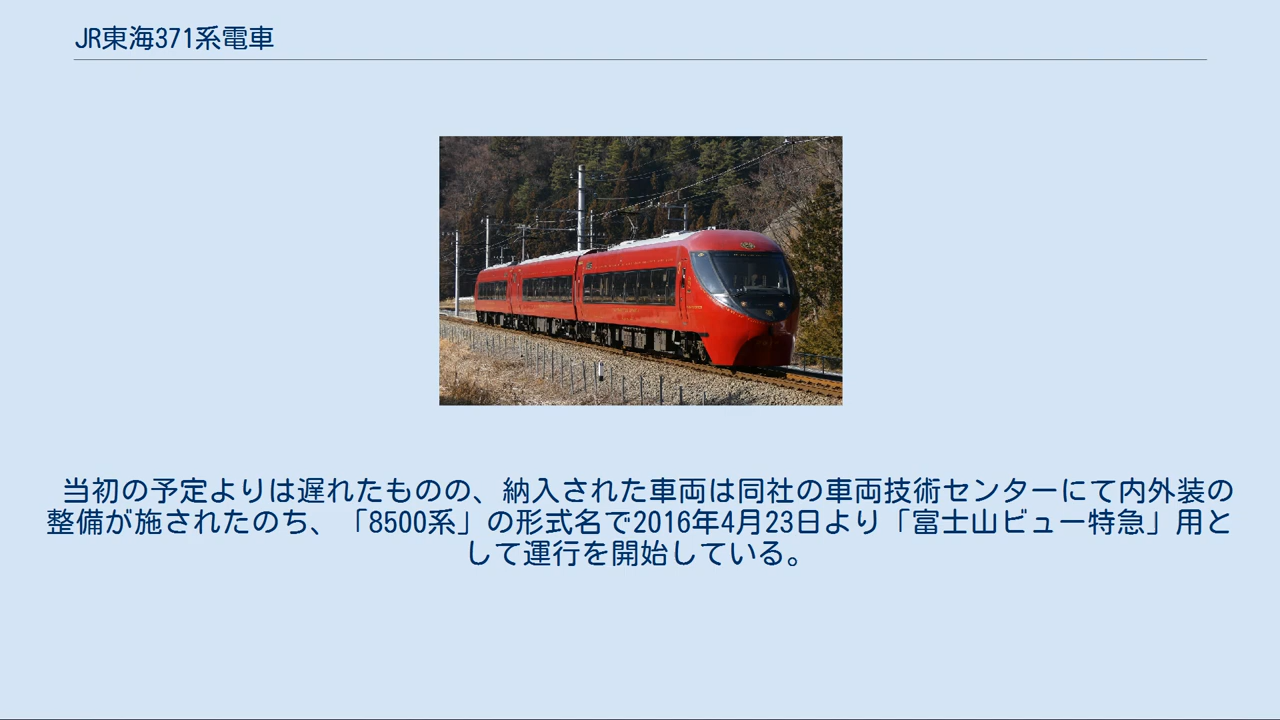 JR東海371系電車
当初の予定よりは遅れたものの、納入された車両は同社の車両技術センターにて内外装の
整備が施されたのち、「8500系」の形式名で2016年4月23日より「富士山ビュー特急」用と
して運行を開始している。